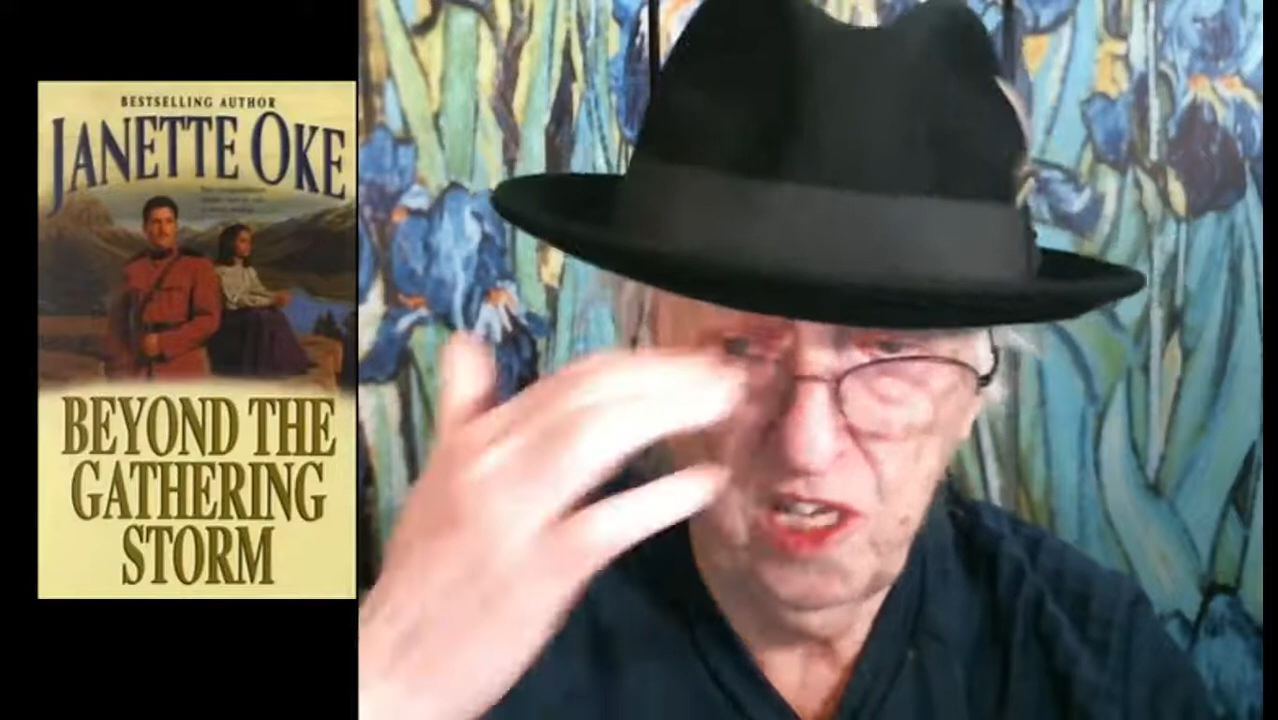 BESTSELLING AUTHOR
JANETTE OKE
BEYOND THE
GATHERING
STORM